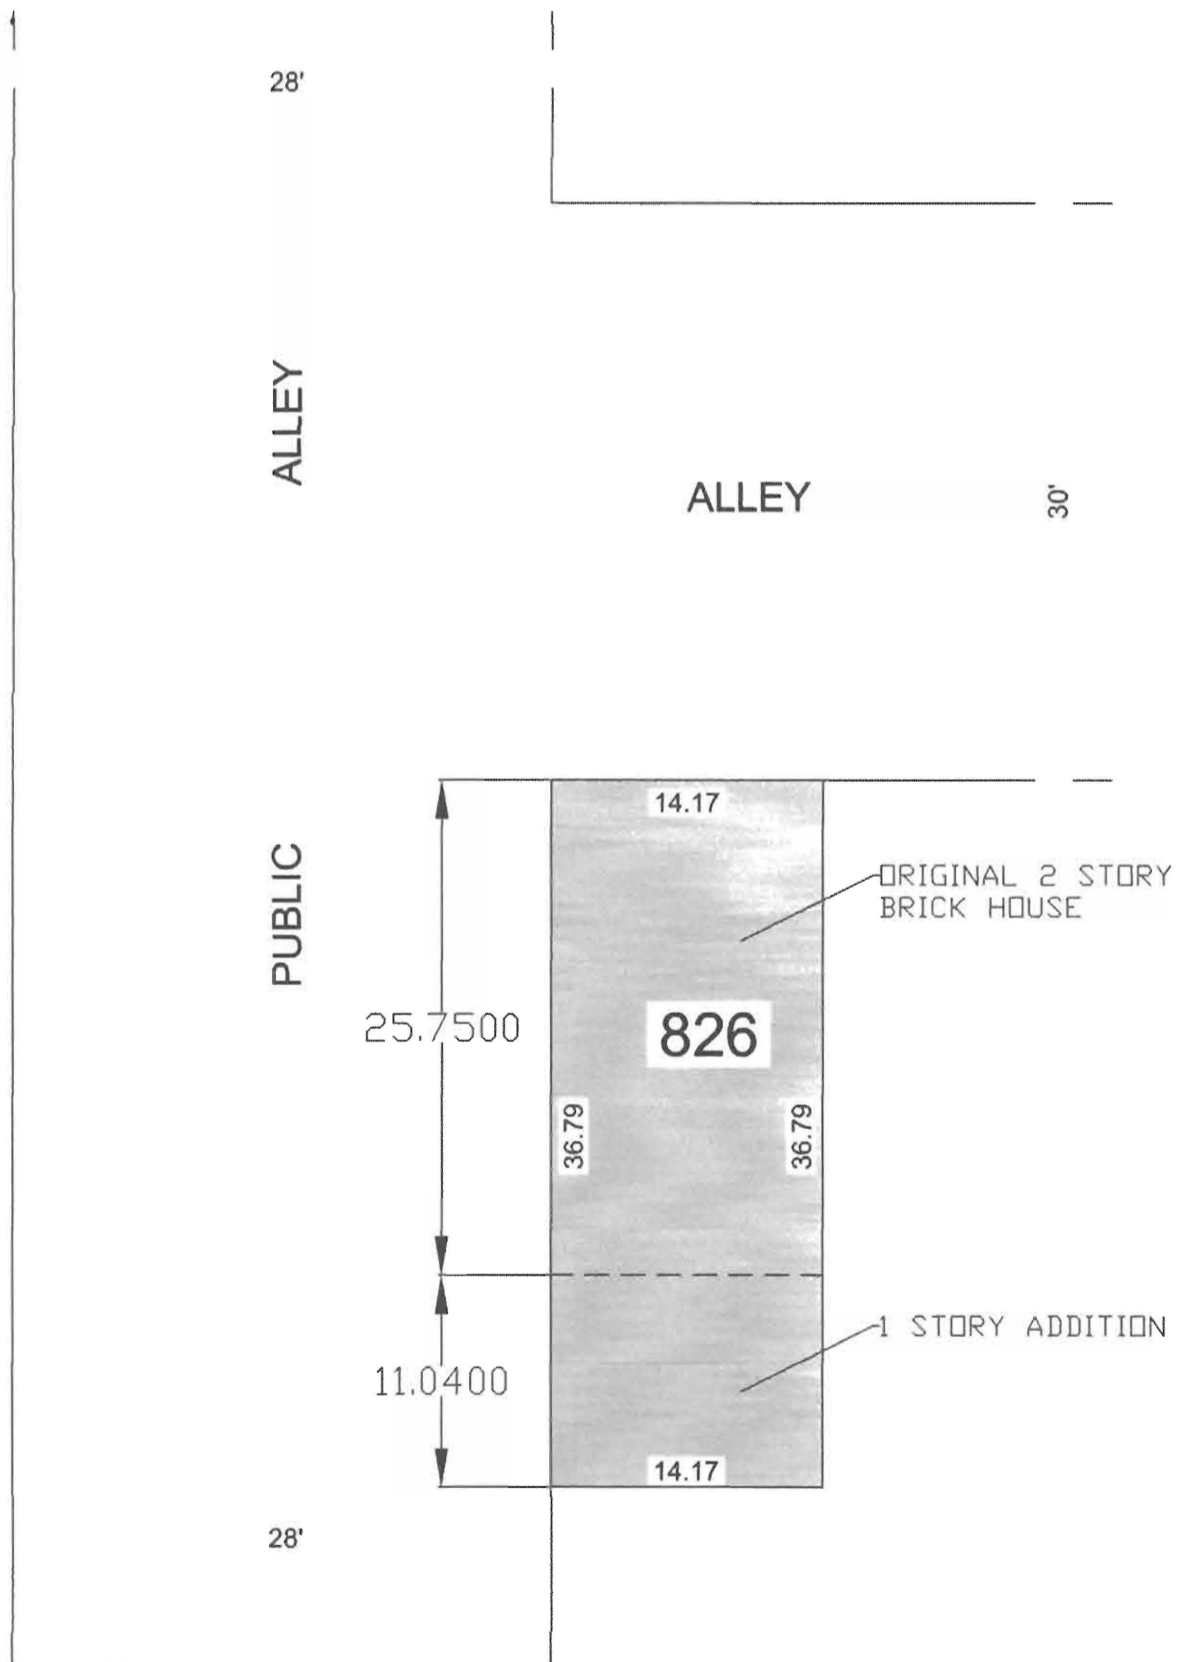 28'
ALLEY
ALLEY
30'
14.17
ORIGINAL 2 STORY
BRICK HOUSE
PUBLIC
25.7500
826
36.79
36.79
1 STORY ADDITION
11.0400
14.17
28'